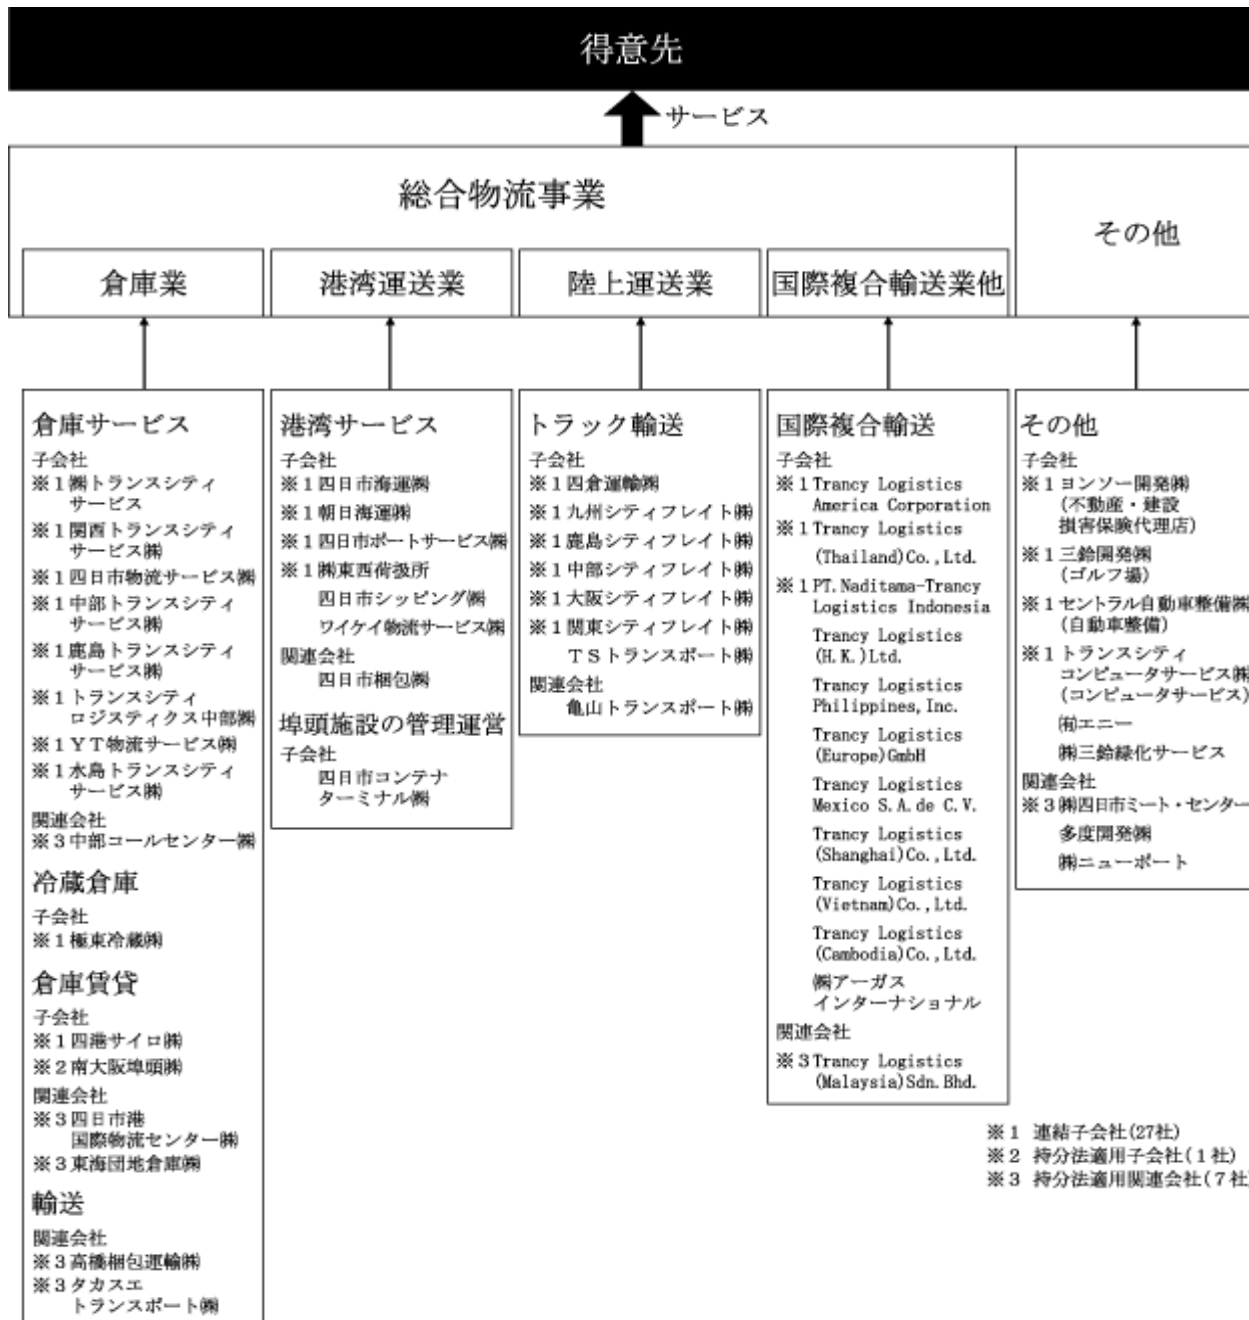 得意先
サービス
総合物流事業
その他
倉庫業
港湾運送業
陸上運送業
国際複合輸送業他
倉庫サービス
子会社
※1㈱トランスシティ
サービス
※1関西トランスシティ
サービス㈱
※1四日市物流サービス㈱
※1中部トランスシティ
サービス㈱
※1鹿島トランスシティ
サービス㈱
※1トランスシティ
ロジスティクス中部㈱
※1YT物流サービス㈱
※1水島トランスシティ
サービス㈱
関連会社
※3中部コールセンター㈱
冷蔵倉庫
子会社
※1極東冷蔵㈱
倉庫賃貸
子会社
※1四港サイロ㈱
※2南大阪埠頭㈱
関連会社
※3四日市港
国際物流センター㈱
※3東海団地倉庫㈱
輸送
関連会社
※3高橋梱包運輸㈱
※3タカスエ
トランスポート㈱
港湾サービス
子会社
※1四日市海運㈱
※1朝日海運㈱
※1四日市ポートサービス㈱
※1㈱東西荷扱所
四日市シッピング㈱
ワイケイ物流サービス㈱
関連会社
四日市梱包㈱
埠頭施設の管理運営
子会社
四日市コンテナ
ターミナル㈱
トラック輸送
子会社
※1四倉運輸㈱
※1九州シティフレイト㈱
※1鹿島シティフレイト㈱
※1中部シティフレイト㈱
※1大阪シティフレイト㈱
※1関東シティフレイト㈱
TSトランスポート㈱
関連会社
亀山トランスポート㈱
国際複合輸送
子会社
※1Trancy Logistics
America Corporation
※1Trancy Logistics
(Thailand)Co.,Ltd.
※1PT.Naditama-Trancy
Logistics Indonesia
Trancy Logistics
(H.K.)Ltd.
Trancy Logistics
Philippines,Inc.
Trancy Logistics
(Europe)GmbH
Trancy Logistics
Mexico S.A.de C.V.
Trancy Logistics
(Shanghai)Co.,Ltd.
Trancy Logistics
(Vietnam)Co.,Ltd.
Trancy Logistics
(Cambodia)Co.,Ltd.
㈱アーガス
インターナショナル
関連会社
※3Trancy Logistics
(Malaysia)Sdn.Bhd.
その他
子会社
※1ヨンソー開発㈱
(不動産・建設
損害保険代理店)
※1三鈴開発㈱
(ゴルフ場)
※1セントラル自動車整備㈱
(自動車整備)
※1トランスシティ
コンピュータサービス㈱
(コンピュータサービス)
㈲エニー
㈱三鈴緑化サービス
関連会社
※3㈱四日市ミート・センター
多度開発㈱
㈱ニューポート
※1 連結子会社(27社)
※2 持分法適用子会社(1社)
※3 持分法適用関連会社(7社)